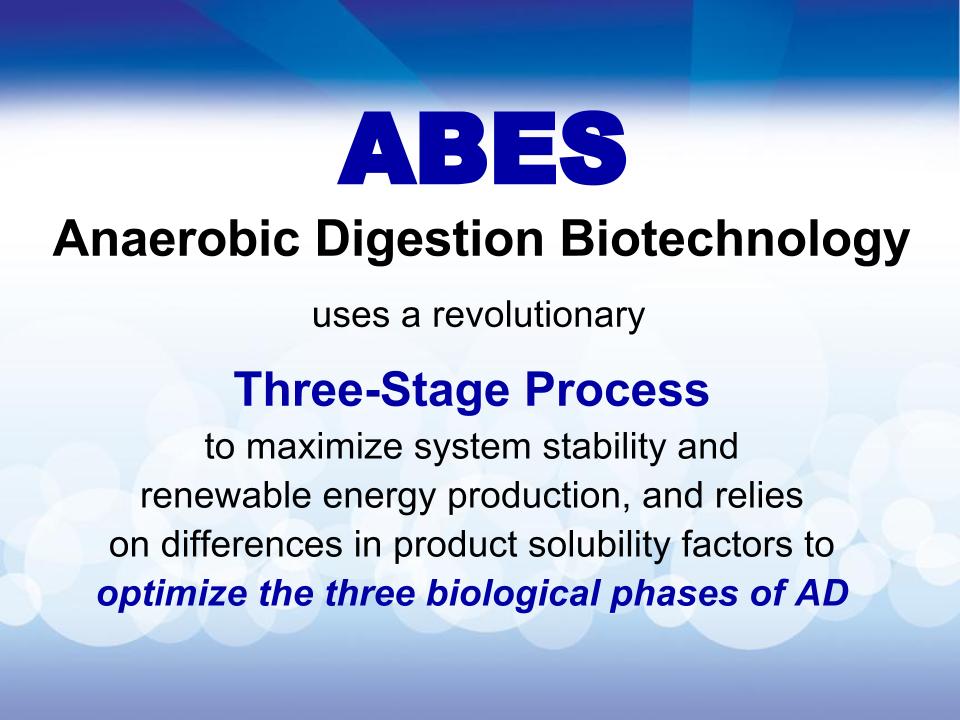 ABES
Anaerobic Digestion Biotechnology
uses a revolutionary
Three-Stage Process
to maximize system stability and
renewable energy production, and relies
on differences in product solubility factors to
optimize the three biological phases of AD